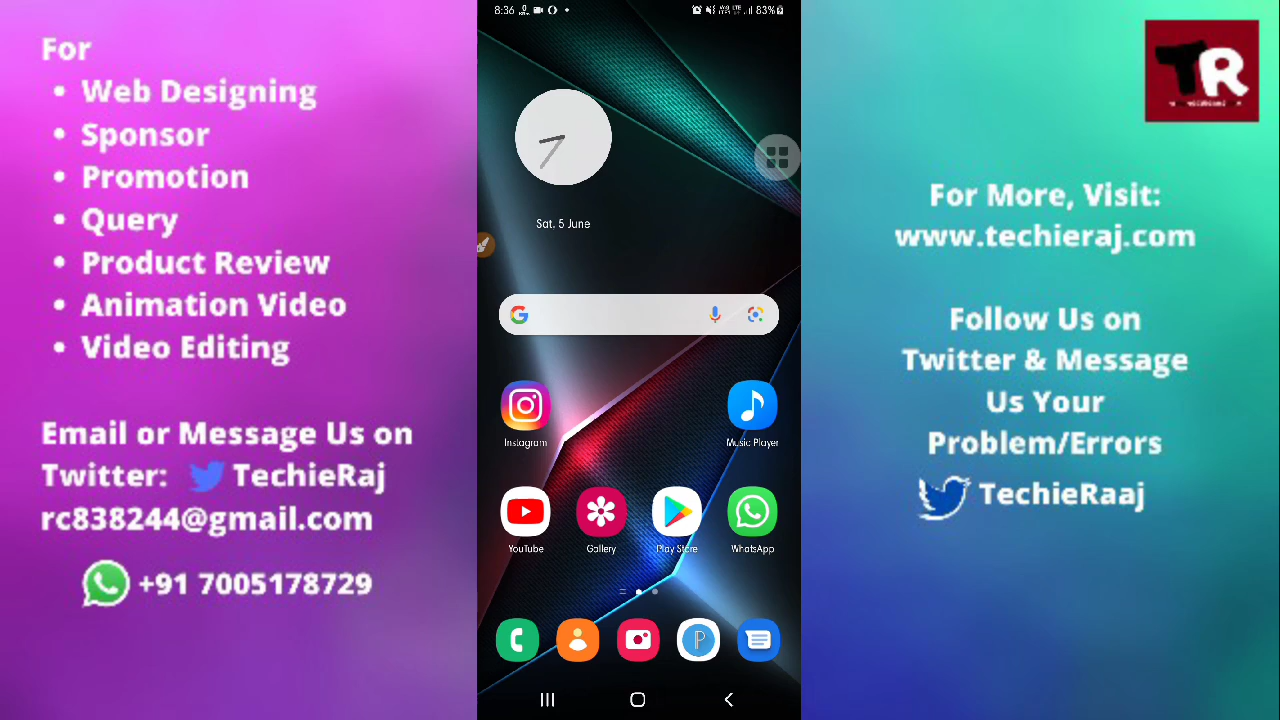 For
• Web Designing
• Sponsor
• Promotion
• Query
• Product Review
• Animation Video
• Video Editing
Email or Message Us on
Twitter: TechieRaj
rc838244@gmail.com
+91 7005178729
8:36
83%
Sat, 5 June
Instagram
Music Player
YouTube
Gallery
Play Store
WhatsApp
TR
For More, Visit:
www.techieraj.com
Follow Us on
Twitter & Message
Us Your
Problem/Errors
TechieRaaj